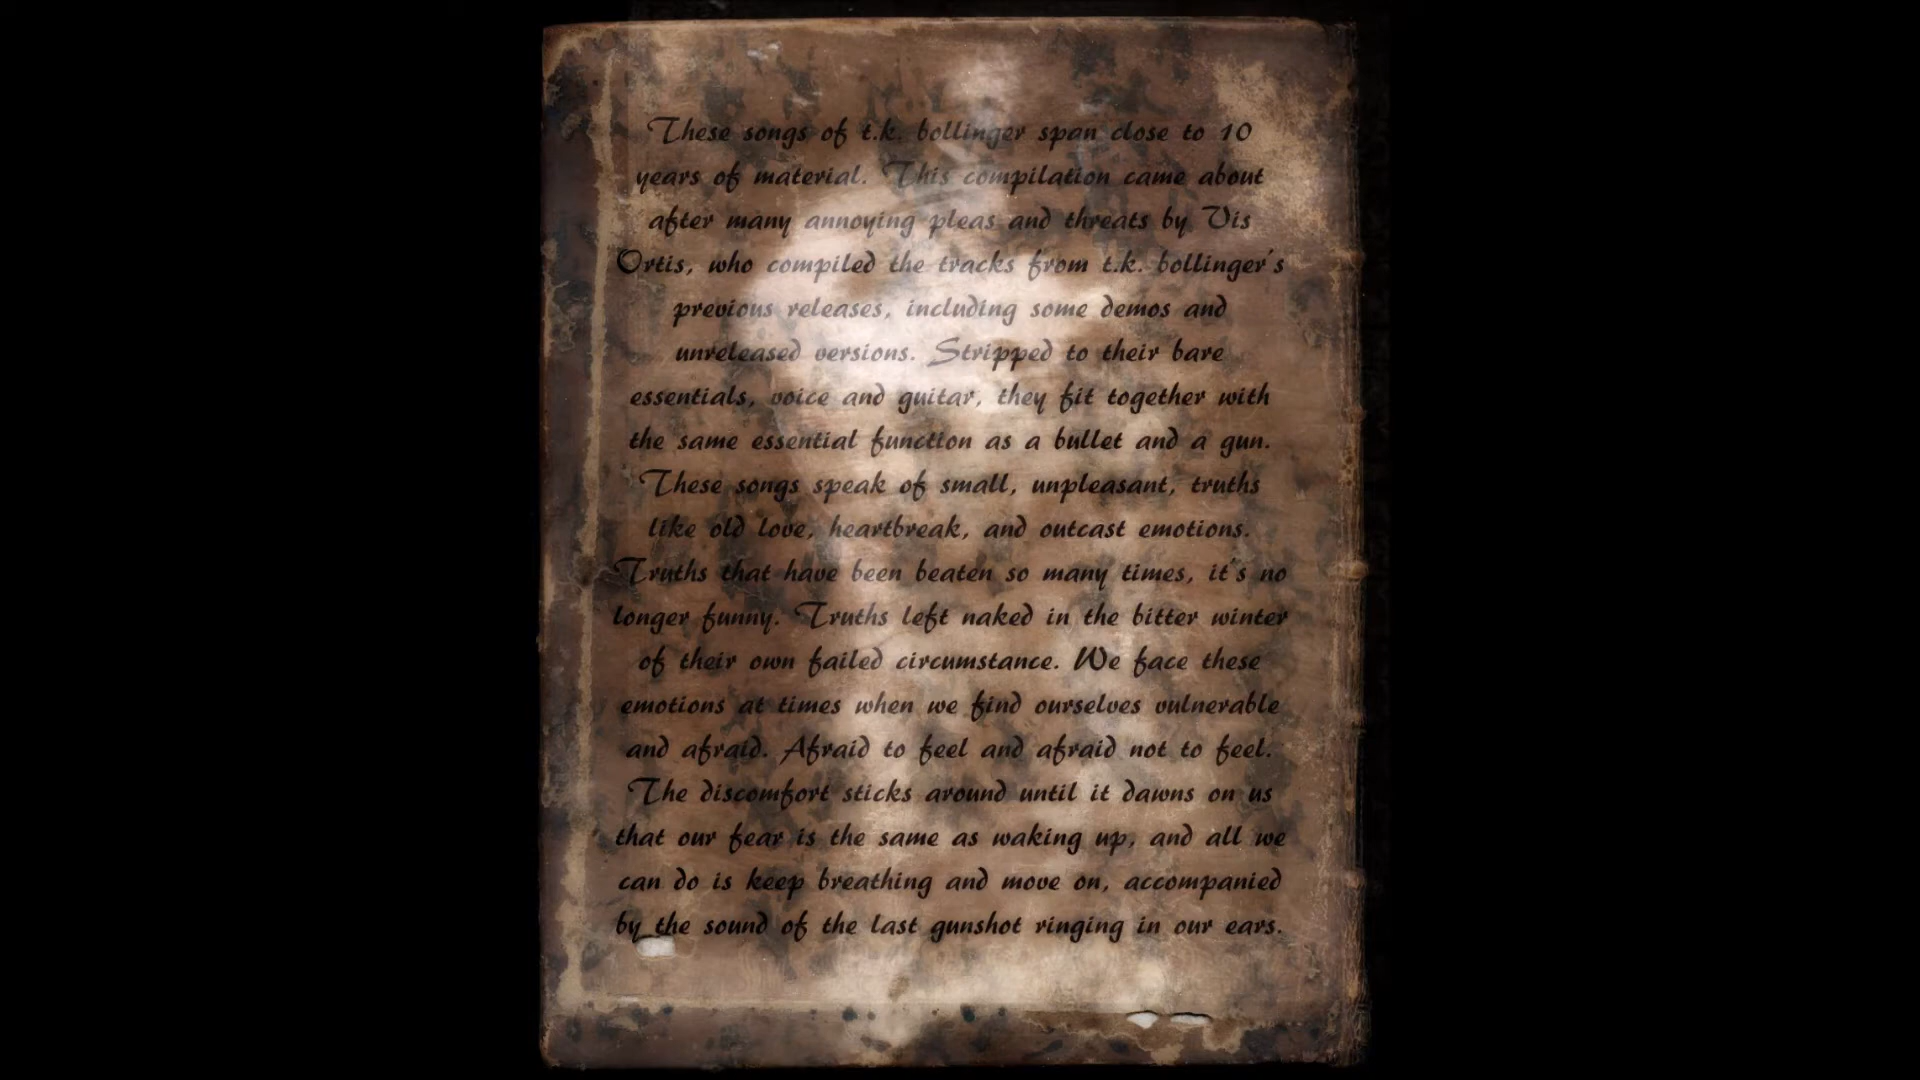 These songs of t.k. bollinger span close to 10
years of material. This compilation came about
after many annoying pleas and threats by Vis
Ortis, who compiled the tracks from t.k. bollinger's
previous releases, including some demos and
unreleased versions. Stripped to their bare
essentials, voice and guitar, they fit together with
the same essential function as a bullet and a gun.
These songs speak of small, unpleasant, truths
like old love, heartbreak, and outcast emotions.
Truths that have been beaten so many times, it's no
longer funny. Truths left naked in the bitter winter
of their own failed circumstance. We face these
emotions at times when we find ourselves vulnerable
and afraid. Afraid to feel and afraid not to feel.
The discomfort sticks around until it dawns on us
that our fear is the same as waking up, and all we
can do is keep breathing and move on, accompanied
by the sound of the last gunshot ringing in our ears.